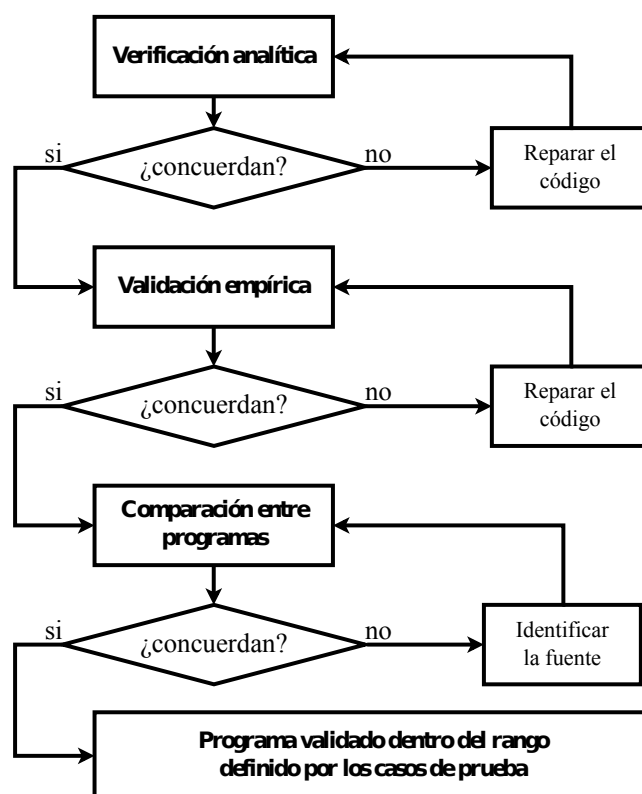 Verificación analítica
si
¿concuerdan?
no
Reparar el
código
Validación empírica
si
¿concuerdan?
no
Reparar el
código
Comparación entre
programas
si
¿concuerdan?
no
Identificar
la fuente
Programa validado dentro del rango
definido por los casos de prueba